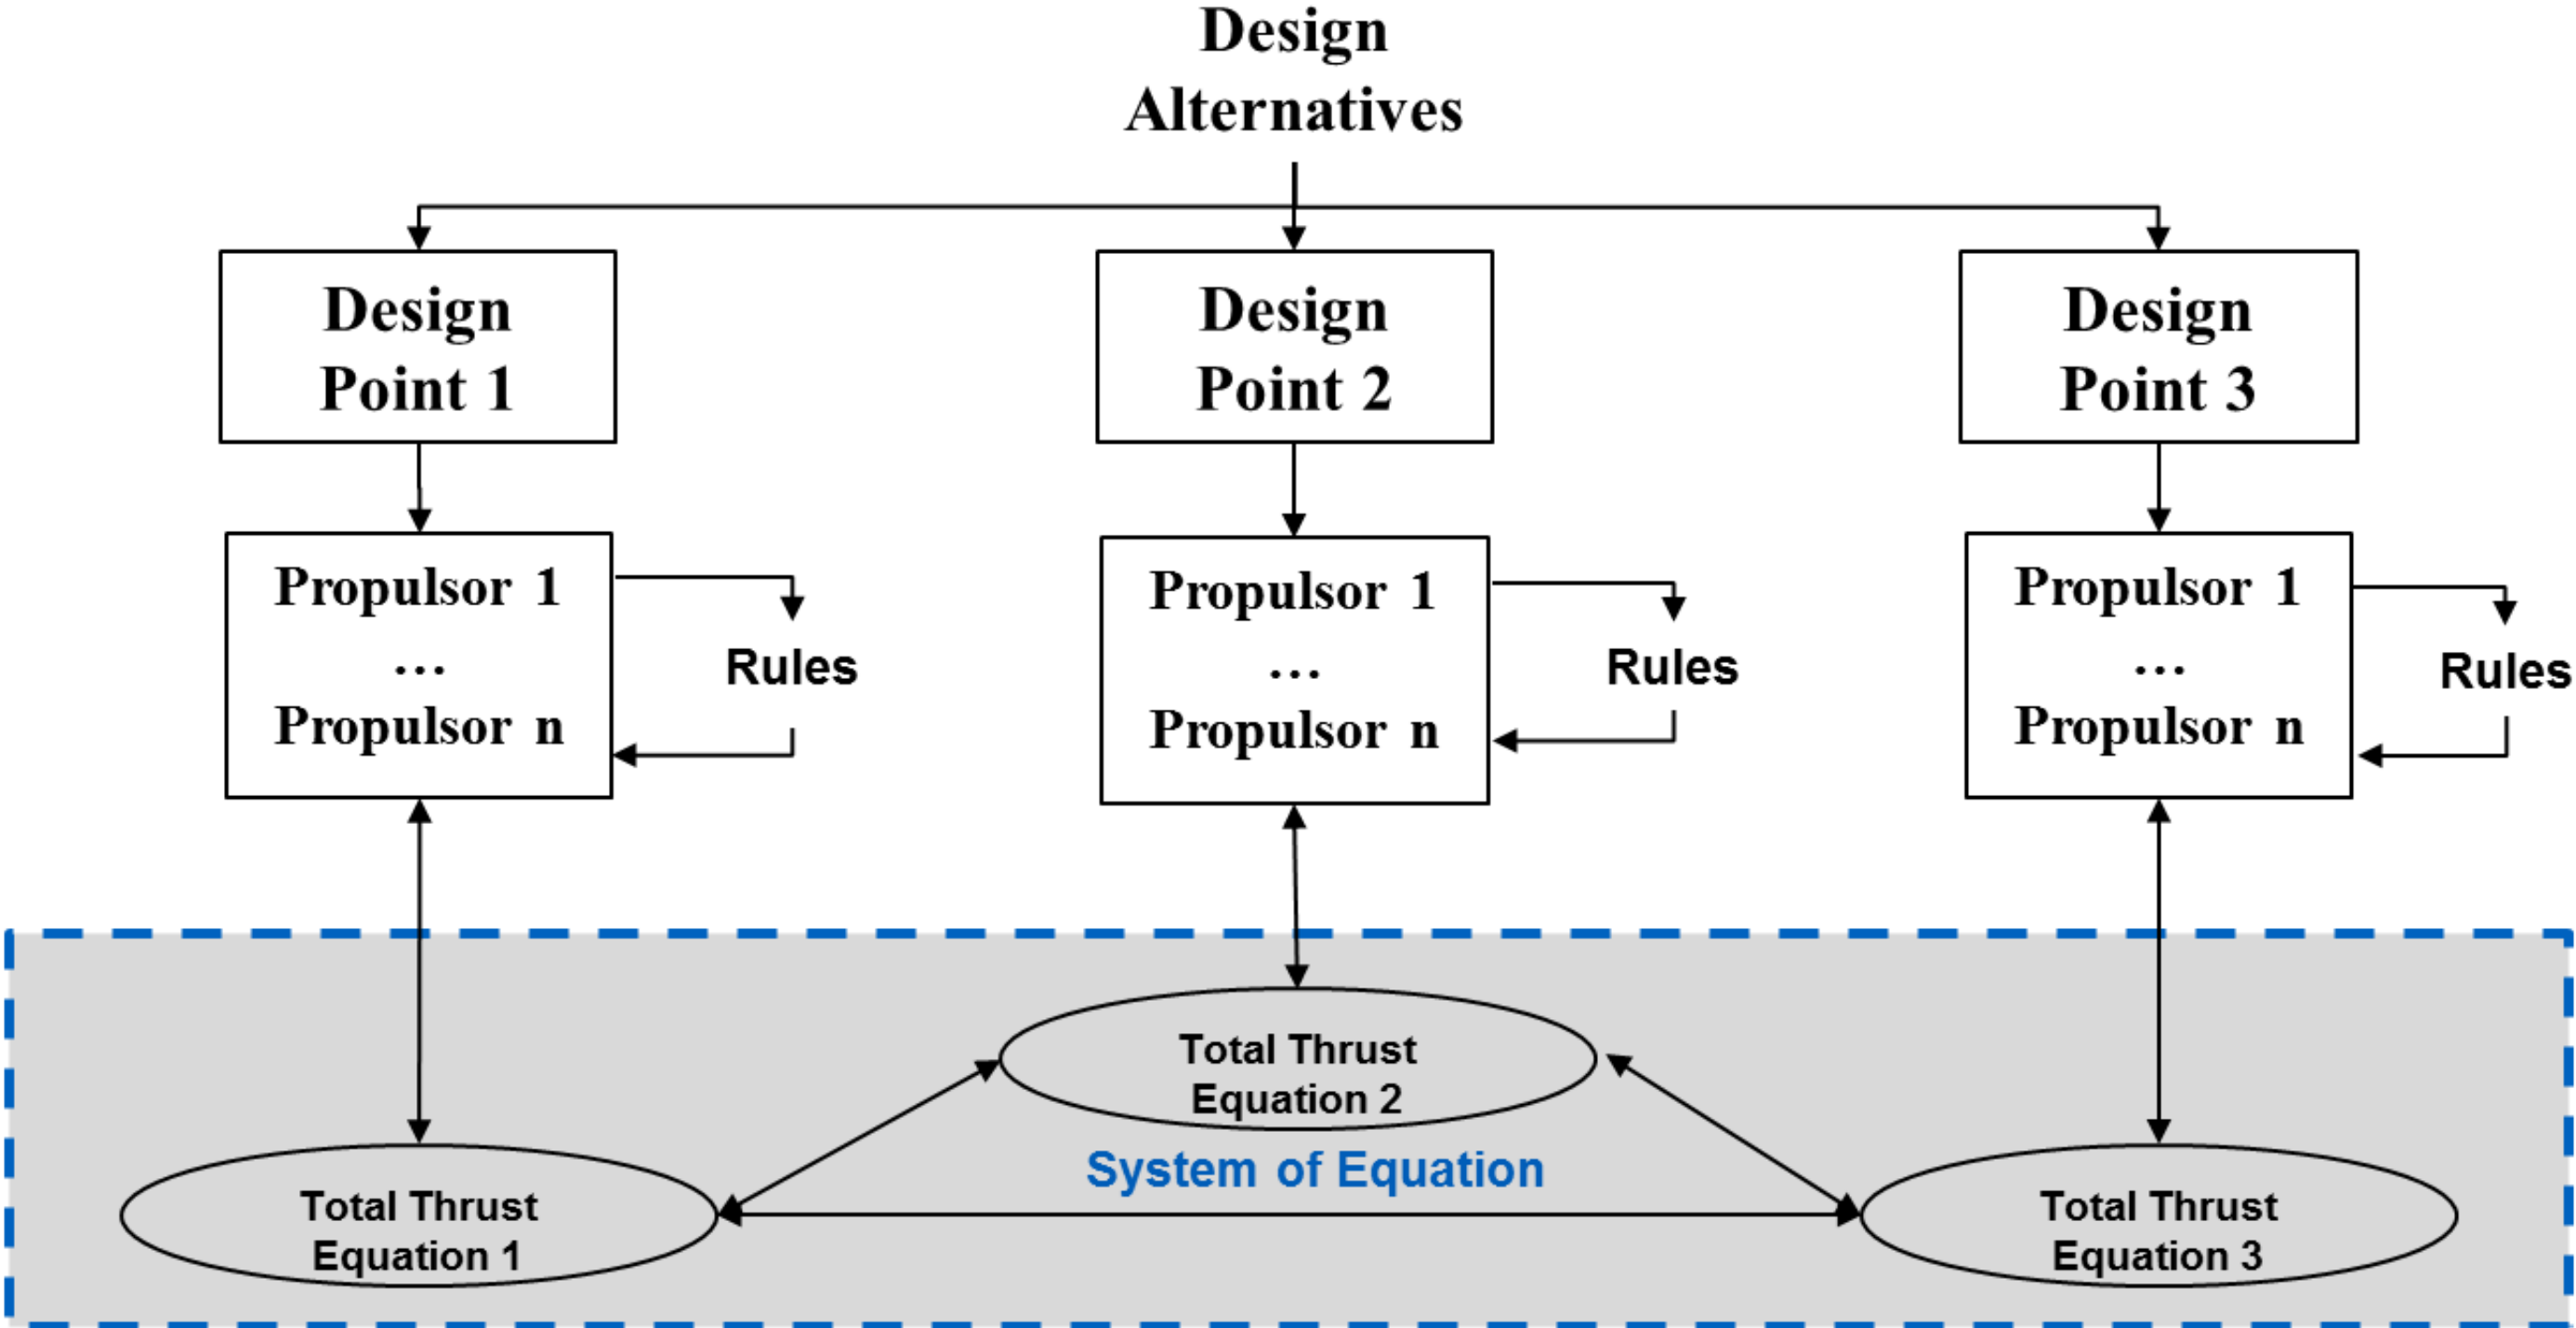 Design
Alternatives
Design
Point 1
Design
Point 2
Design
Point 3
Propulsor 1
...
Propulsor n
Rules
Propulsor 1
...
Propulsor n
Rules
Propulsor 1
...
Propulsor n
Rules
Total Thrust
Equation 2
System of Equation
Total Thrust
Equation 1
Total Thrust
Equation 3